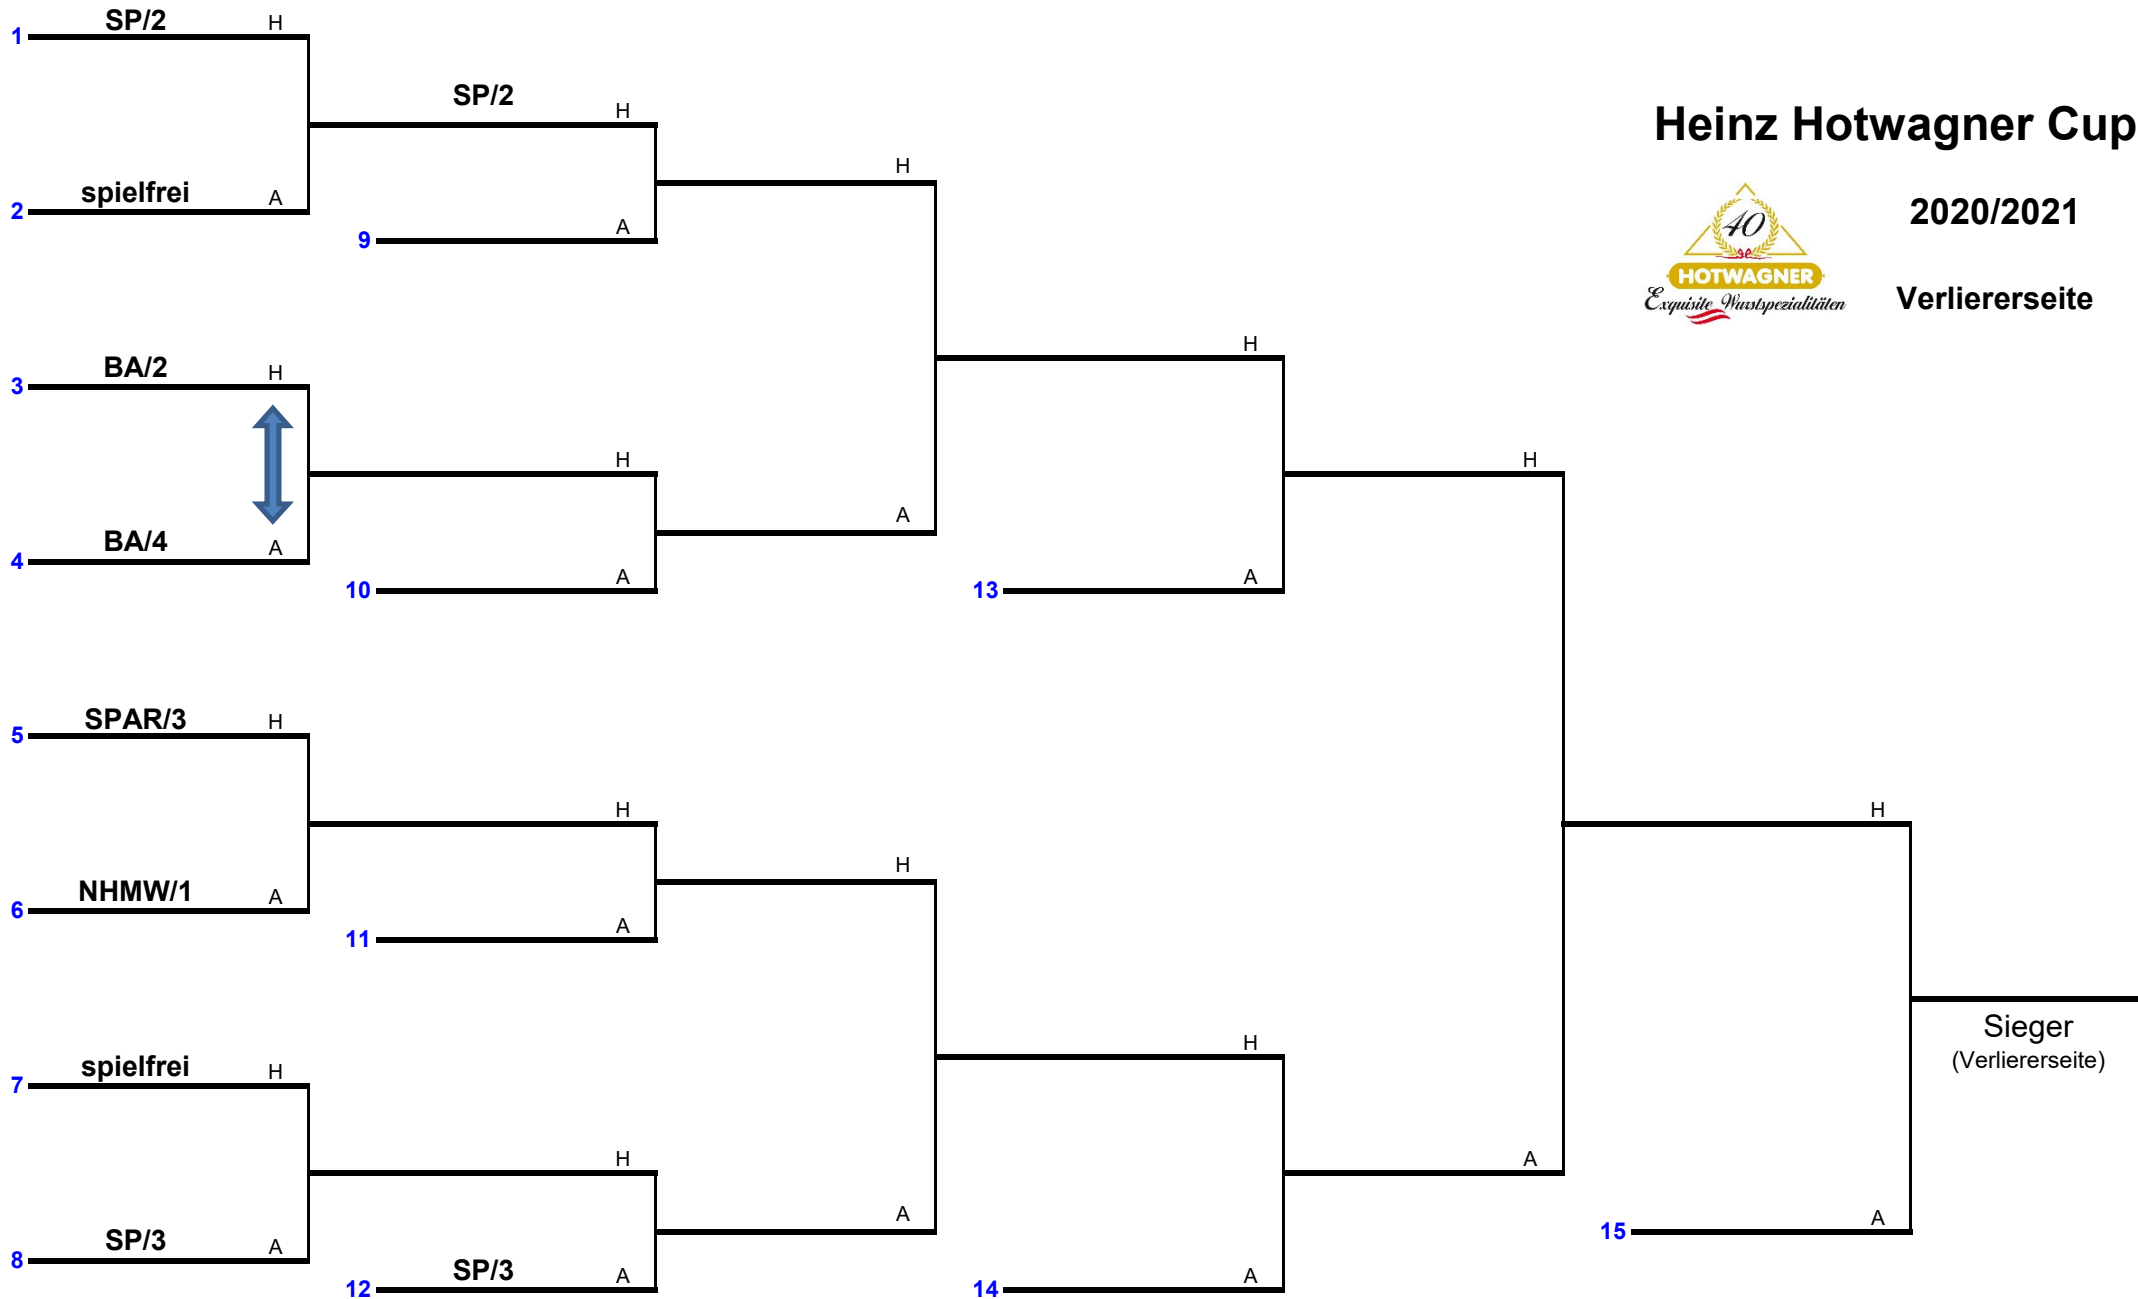 SP/2 H
1
SP/2 H
Heinz Hotwagner Cup
H
spielfrei A
2
A
9
40
HOTWAGNER
Exquisite Wurstspezialitäten
2020/2021
Verliererseite
H
BA/2 H
3
H
H
A
BA/4 A
4
A
10
A
13
SPAR/3 H
5
H
H
H
NHMW/1 A
6
A
11
Sieger
(Verliererseite)
H
spielfrei H
7
H
A
A
A
15
SP/3 A
8
SP/3 A
12
A
14